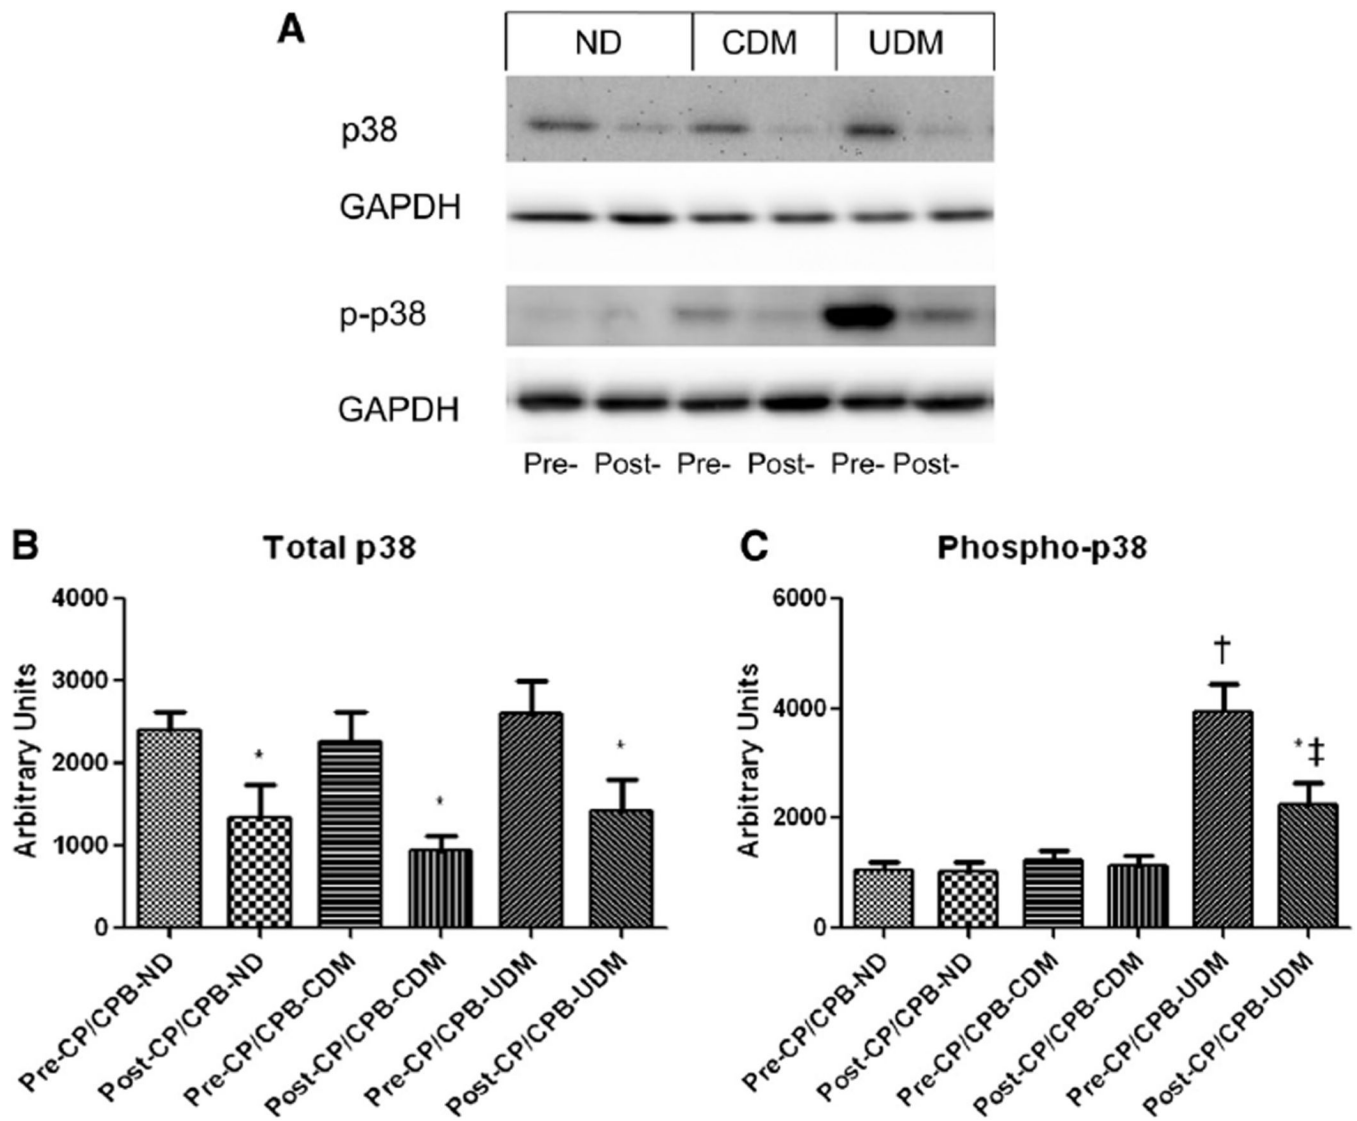 A
ND CDM UDM
p38
GAPDH
p-p38
GAPDH
Pre- Post- Pre- Post- Pre- Post-
B
Total p38
Arbitrary Units
4000
3000
2000
1000
0
*
*
*
Pre-CP/CPB-ND
Post-CP/CPB-ND
Pre-CP/CPB-CDM
Post-CP/CPB-CDM
Pre-CP/CPB-UDM
Post-CP/CPB-UDM
C
Phospho-p38
Arbitrary Units
6000
4000
2000
0
†
*‡
Pre-CP/CPB-ND
Post-CP/CPB-ND
Pre-CP/CPB-CDM
Post-CP/CPB-CDM
Pre-CP/CPB-UDM
Post-CP/CPB-UDM